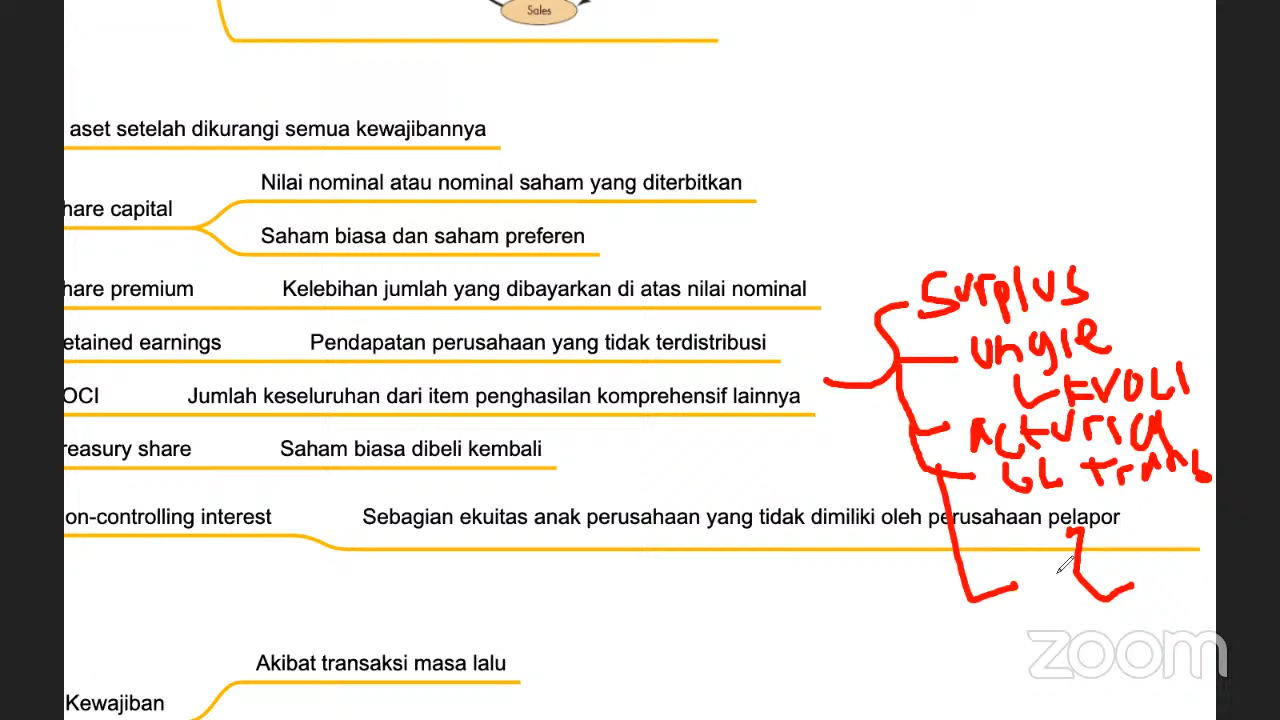 Sales
aset setelah dikurangi semua kewajibannya
Nilai nominal atau nominal saham yang diterbitkan
hare capital
Saham biasa dan saham preferen
hare premium Kelebihan jumlah yang dibayarkan di atas nilai nominal
Surplus
etained earnings Pendapatan perusahaan yang tidak terdistribusi
OCI Jumlah keseluruhan dari item penghasilan komprehensif lainnya
reasury share Saham biasa dibeli kembali
on-controlling interest Sebagian ekuitas anak perusahaan yang tidak dimiliki oleh perusahaan pelapor
zoom
Akibat transaksi masa lalu
Kewajiban